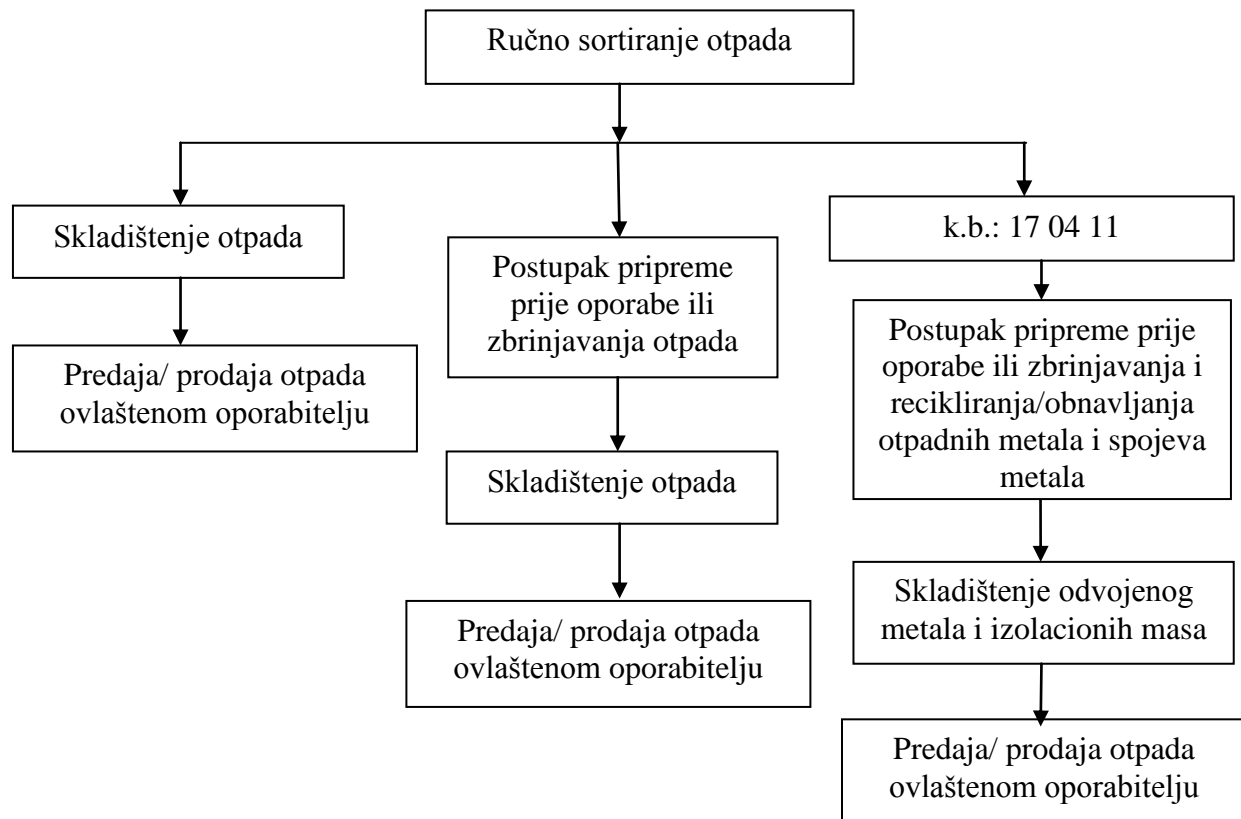 Ručno sortiranje otpada
Skladištenje otpada
Predaja/ prodaja otpada
ovlaštenom oporabitelju
Postupak pripreme
prije oporabe ili
zbrinjavanja otpada
Skladištenje otpada
Predaja/ prodaja otpada
ovlaštenom oporabitelju
k.b.: 17 04 11
Postupak pripreme prije
oporabe ili zbrinjavanja i
recikliranja/obnavljanja
otpadnih metala i spojeva
metala
Skladištenje odvojenog
metala i izolacionih masa
Predaja/ prodaja otpada
ovlaštenom oporabitelju